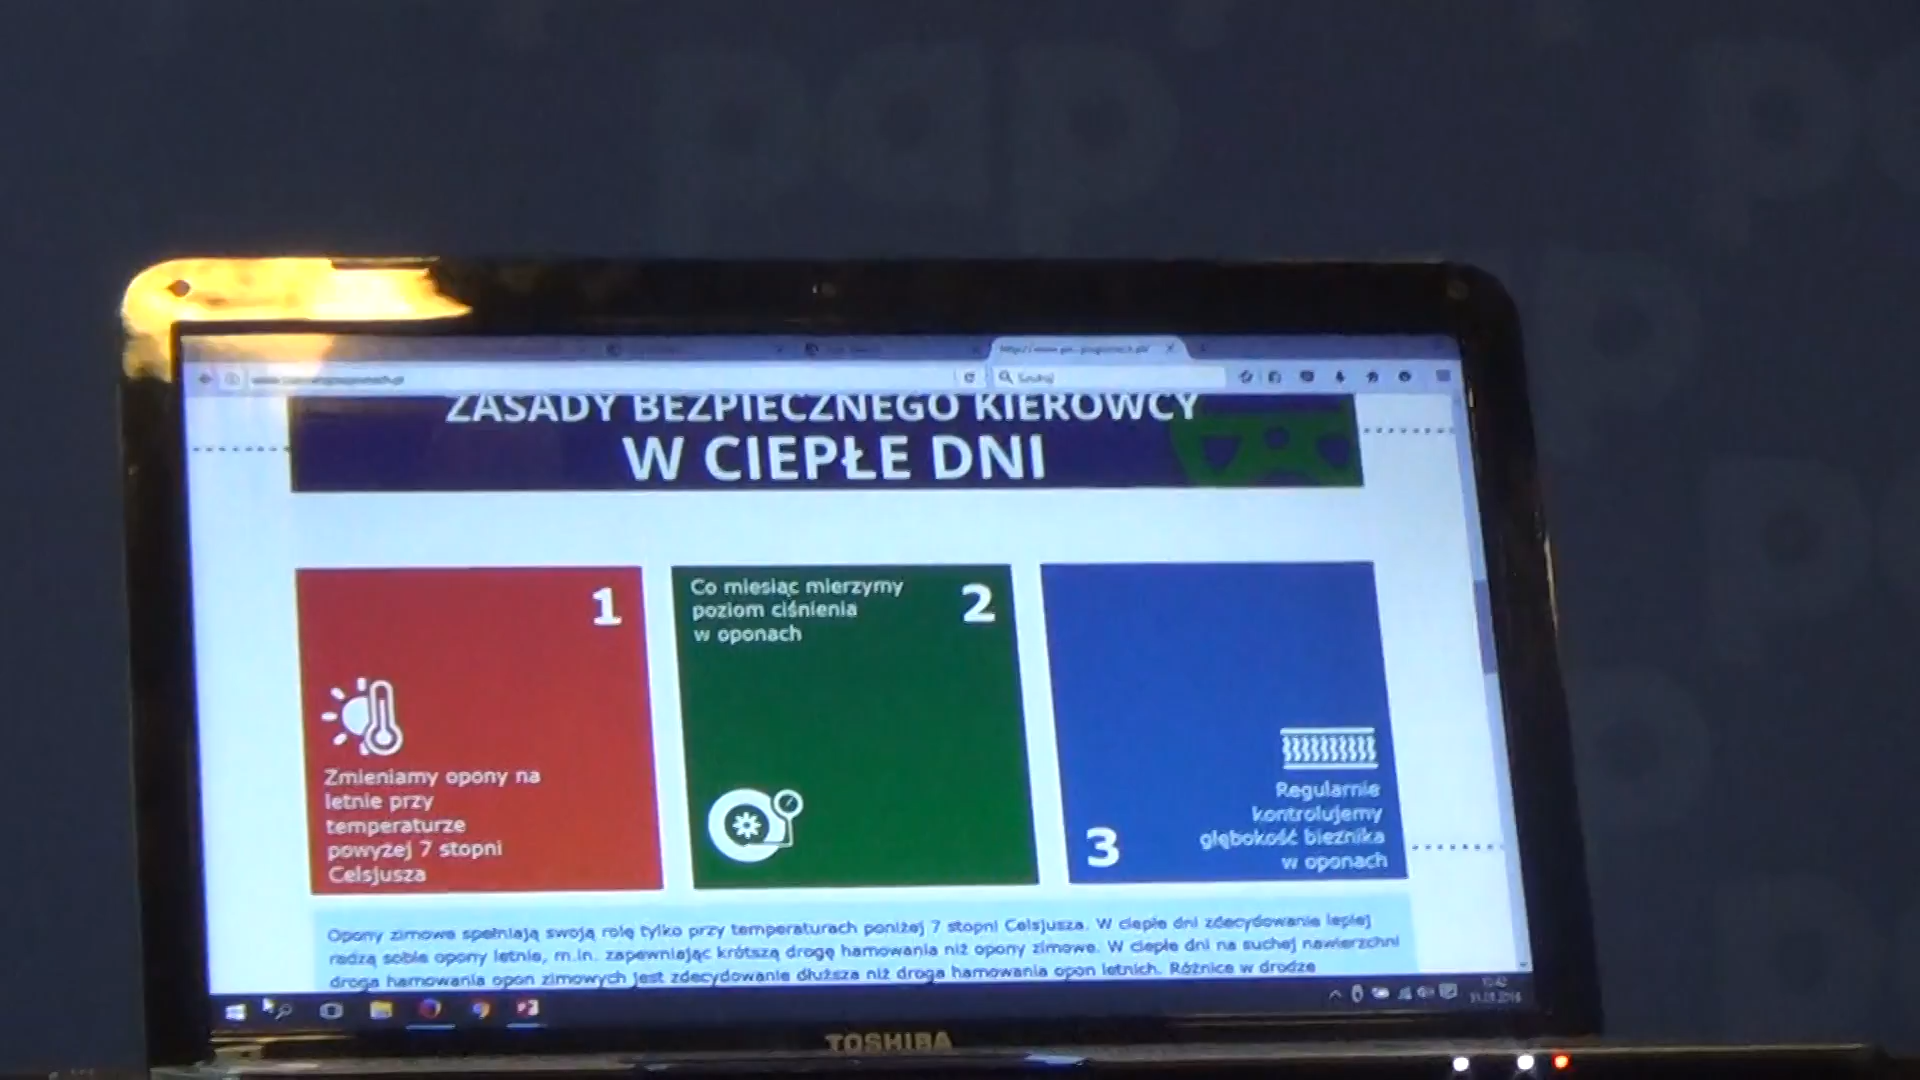 pap
Szukaj
ZASADY BEZPIECZNEGO KIEROWCY
W CIEPŁE DNI
1
Zmieniamy opony na
letnie przy
temperaturze
powyżej 7 stopni
Celsjusza
Co miesiąc mierzymy
poziom ciśnienia
w oponach
2
3
Regularnie
kontrolujemy
głębokość bieżnika
w oponach
Opony zimowe spełniają swoją rolę tylko przy temperaturach poniżej 7 stopni Celsjusza. W ciepłe dni zdecydowanie lepiej
radzą sobie opony letnie, m.in. zapewniając krótszą drogę hamowania niż opony zimowe. W ciepłe dni na suchej nawierzchni
droga hamowania opon zimowych jest zdecydowanie dłuższa niż droga hamowania opon letnich. Różnice w drodze
TOSHIBA